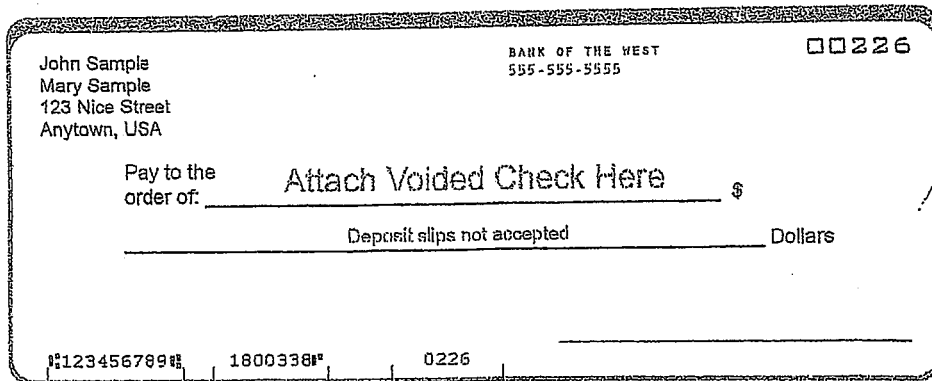 John Sample
Mary Sample
123 Nice Street
Anytown, USA
BANK OF THE WEST
555-555-5555
00226
Pay to the
order of: Attach Voided Check Here $
Deposit slips not accepted Dollars
⑆123456789⑆ 1800338⑈ 0226